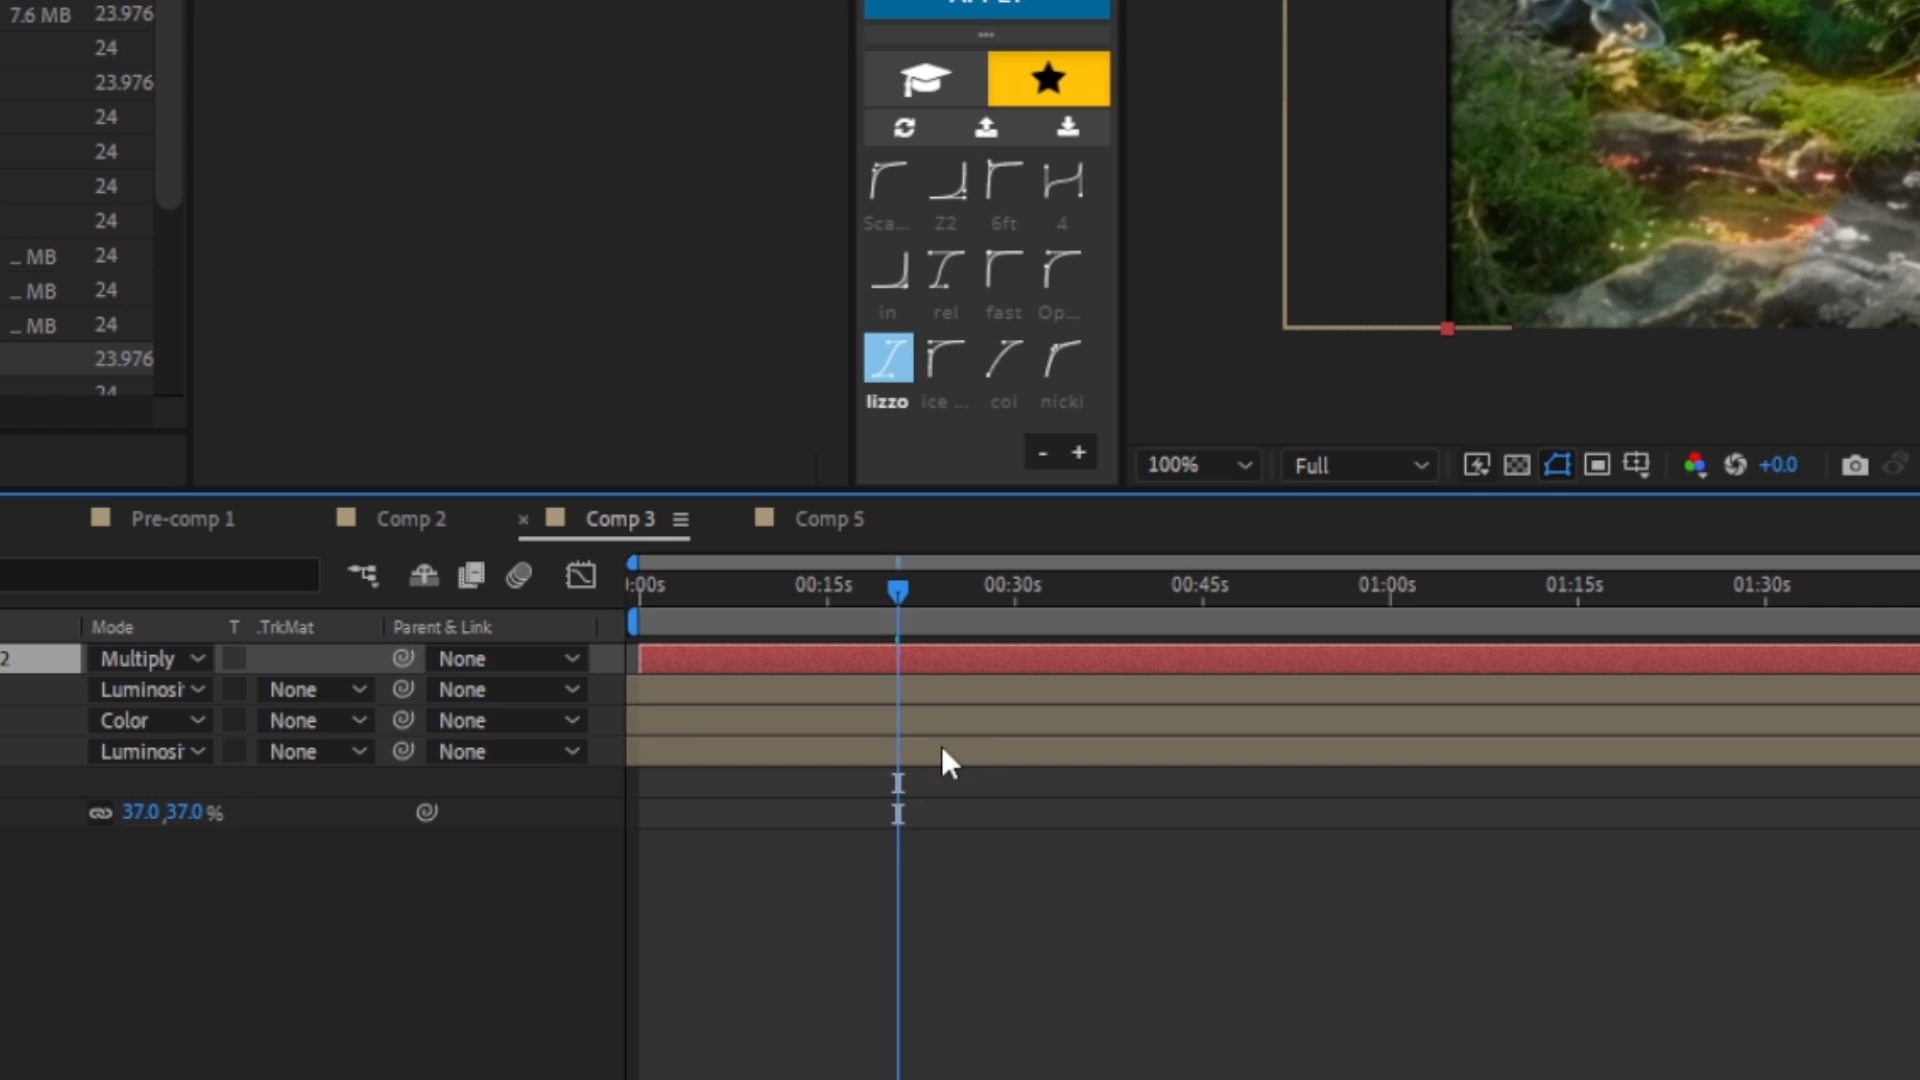 7.6 MB 23.976
24
23.976
24
24
24
24
... MB 24
... MB 24
... MB 24
23.976
24
APPLY
Sca... Z2 6ft 4
in rel fast Op...
lizzo ice ... col nicki
- +
100% Full +0.0
Pre-comp 1 Comp 2 × Comp 3 Comp 5
:00s 00:15s 00:30s 00:45s 01:00s 01:15s 01:30s
Mode T .TrkMat Parent & Link
2 Multiply None
Luminosi None None
Color None None
Luminosi None None
37.0,37.0 %